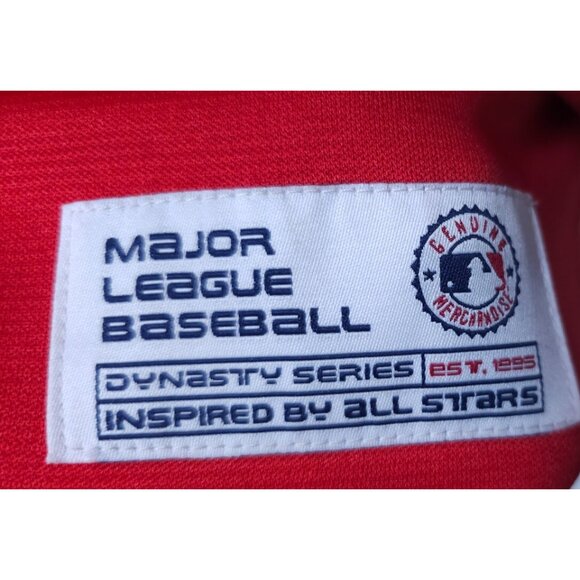 Major
League
Baseball
GENUINE
MERCHANDISE
DYNASTY SERIES EST. 1995
INSPIRED BY ALL STARS